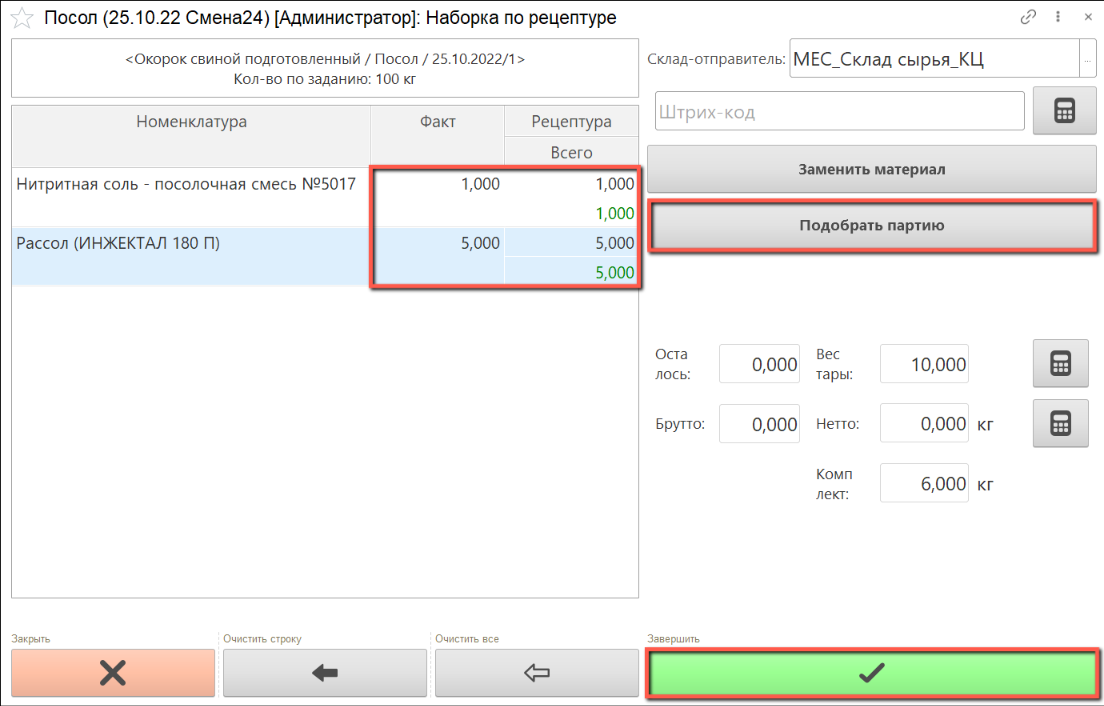 Посол (25.10.22 Смена24) [Администратор]: Наборка по рецептуре
<Окорок свиной подготовленный / Посол / 25.10.2022/1>
Кол-во по заданию: 100 кг
Склад-отправитель: МЕС_Склад сырья_КЦ ...
Штрих-код
Номенклатура Факт Рецептура
Всего
Заменить материал
Нитритная соль - посолочная смесь №5017 1,000 1,000
1,000
Подобрать партию
Рассол (ИНЖЕКТАЛ 180 П) 5,000 5,000
5,000
Оста
лось: 0,000 Вес
тары: 10,000
Брутто: 0,000 Нетто: 0,000 кг
Комп
лект: 6,000 кг
Закрыть Очистить строку Очистить все Завершить